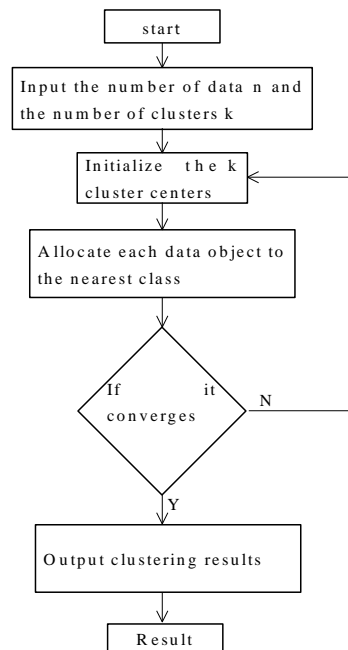 start
Input the number of data n and
the number of clusters k
Initialize the k
cluster centers
Allocate each data object to
the nearest class
If it
converges
N
Y
Output clustering results
Result